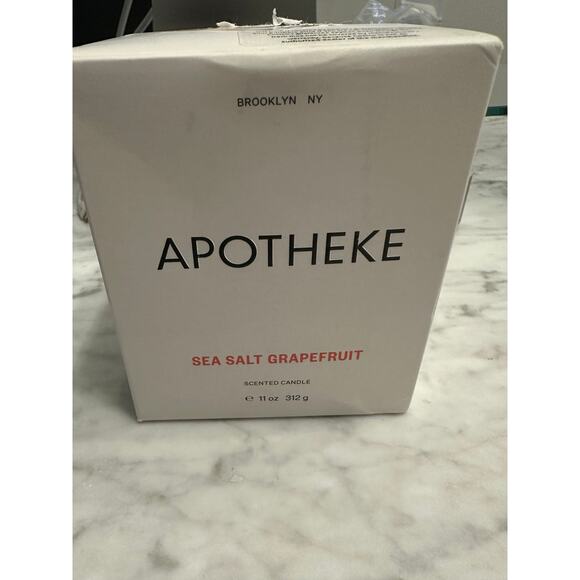 BROOKLYN NY
APOTHEKE
SEA SALT GRAPEFRUIT
SCENTED CANDLE
℮ 11 oz 312 g